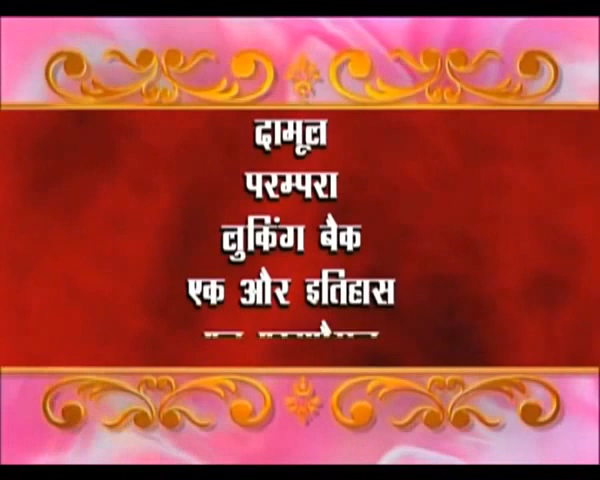 दामूल
परम्परा
लुकिंग बैक
एक और इतिहास